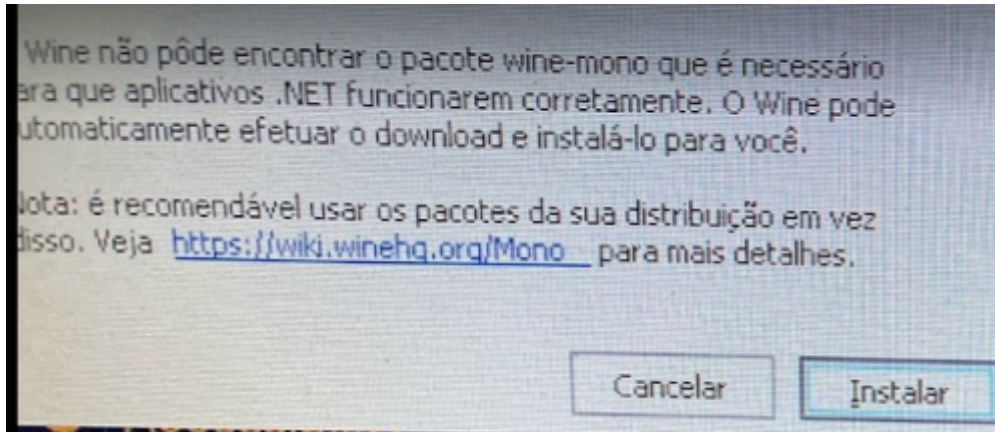 Wine não pôde encontrar o pacote wine-mono que é necessário
ara que aplicativos .NET funcionarem corretamente. O Wine pode
utomaticamente efetuar o download e instalá-lo para você.
lota: é recomendável usar os pacotes da sua distribuição em vez
disso. Veja https://wiki.winehq.org/Mono para mais detalhes.
Cancelar Instalar